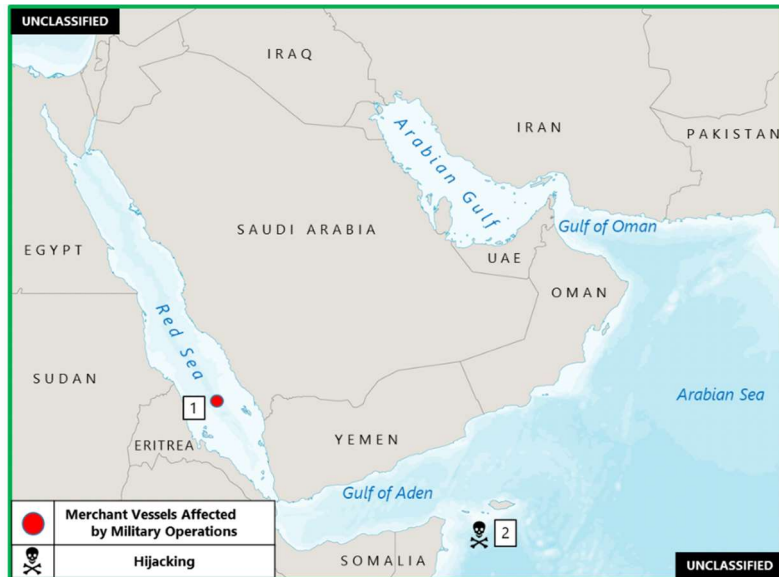 UNCLASSIFIED
IRAQ
IRAN
PAKISTAN
Arabian Gulf
SAUDI ARABIA
Gulf of Oman
EGYPT
UAE
OMAN
Red Sea
SUDAN
Arabian Sea
1
ERITREA
YEMEN
Gulf of Aden
Merchant Vessels Affected
by Military Operations
2
Hijacking
SOMALIA
UNCLASSIFIED